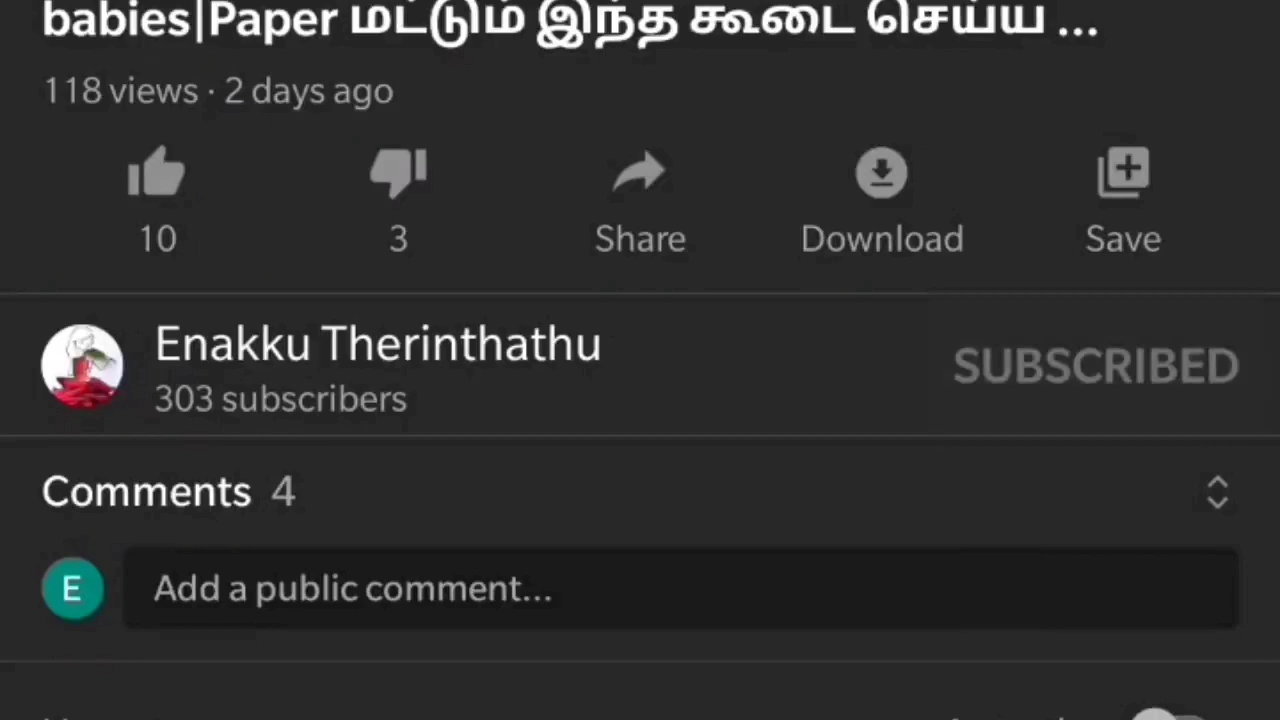 babies|Paper மட்டும் இந்த கூடை செய்ய ...
118 views · 2 days ago
10
3
Share
Download
Save
Enakku Therinthathu
303 subscribers
SUBSCRIBED
Comments 4
E
Add a public comment...